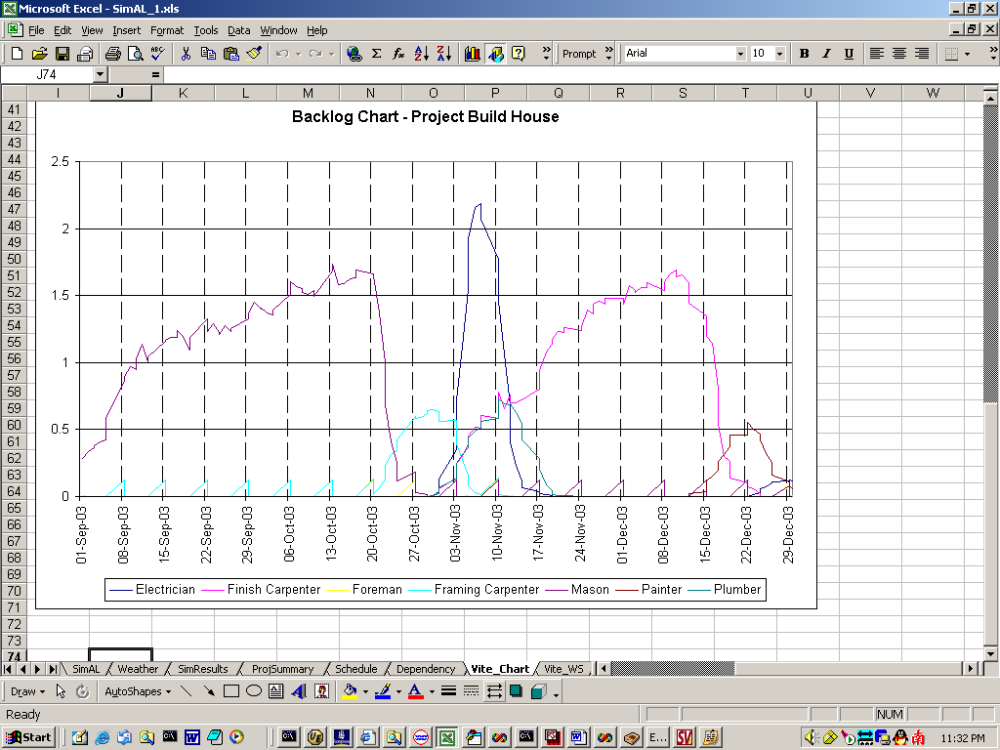 Microsoft Excel - SimAL_1.xls
File Edit View Insert Format Tools Data Window Help
Prompt Arial 10 B I U
J74 =
I J K L M N O P Q R S T U V W
41
42
43
44
45
46
47
48
49
50
51
52
53
54
55
56
57
58
59
60
61
62
63
64
65
66
67
68
69
70
71
72
73
74
Backlog Chart - Project Build House
2.5
2
1.5
1
0.5
0
01-Sep-03
08-Sep-03
15-Sep-03
22-Sep-03
29-Sep-03
06-Oct-03
13-Oct-03
20-Oct-03
27-Oct-03
03-Nov-03
10-Nov-03
17-Nov-03
24-Nov-03
01-Dec-03
08-Dec-03
15-Dec-03
22-Dec-03
29-Dec-03
Electrician Finish Carpenter Foreman Framing Carpenter Mason Painter Plumber
SimAL Weather SimResults ProjSummary Schedule Dependency Vite_Chart Vite_WS
Draw AutoShapes A
Ready NUM
Start E... SV 南 11:32 PM